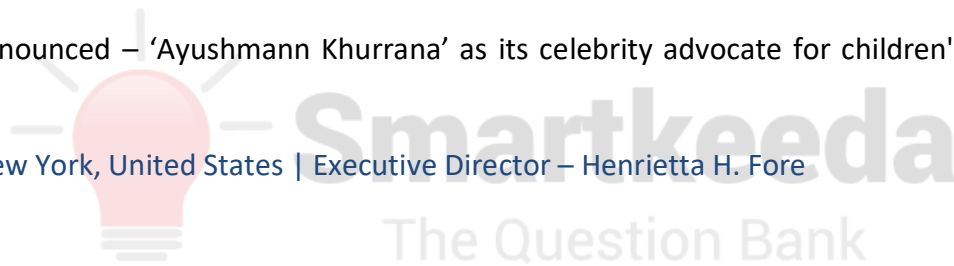 nounced – ‘Ayushmann Khurrana’ as its celebrity advocate for children'
Smartkeeda
ew York, United States | Executive Director – Henrietta H. Fore
The Question Bank